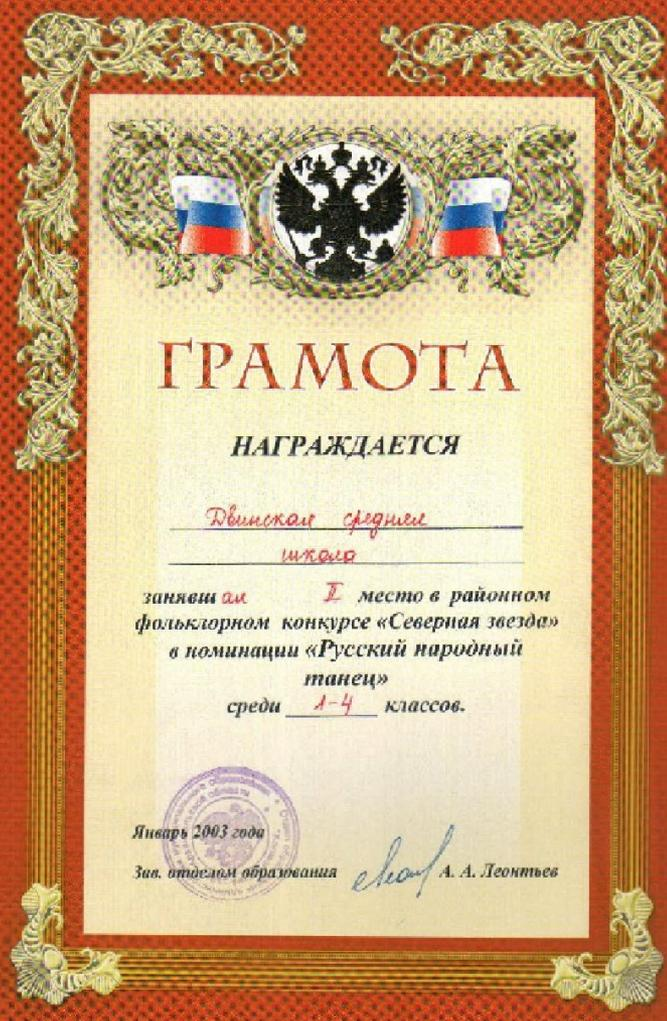 ГРАМОТА
НАГРАЖДАЕТСЯ
Двинская средняя
школа
занявшая II место в районном
фольклорном конкурсе «Северная звезда»
в номинации «Русский народный
танец»
среди 1-4 классов.
Январь 2003 года
Зав. отделом образования А. А. Леонтьев